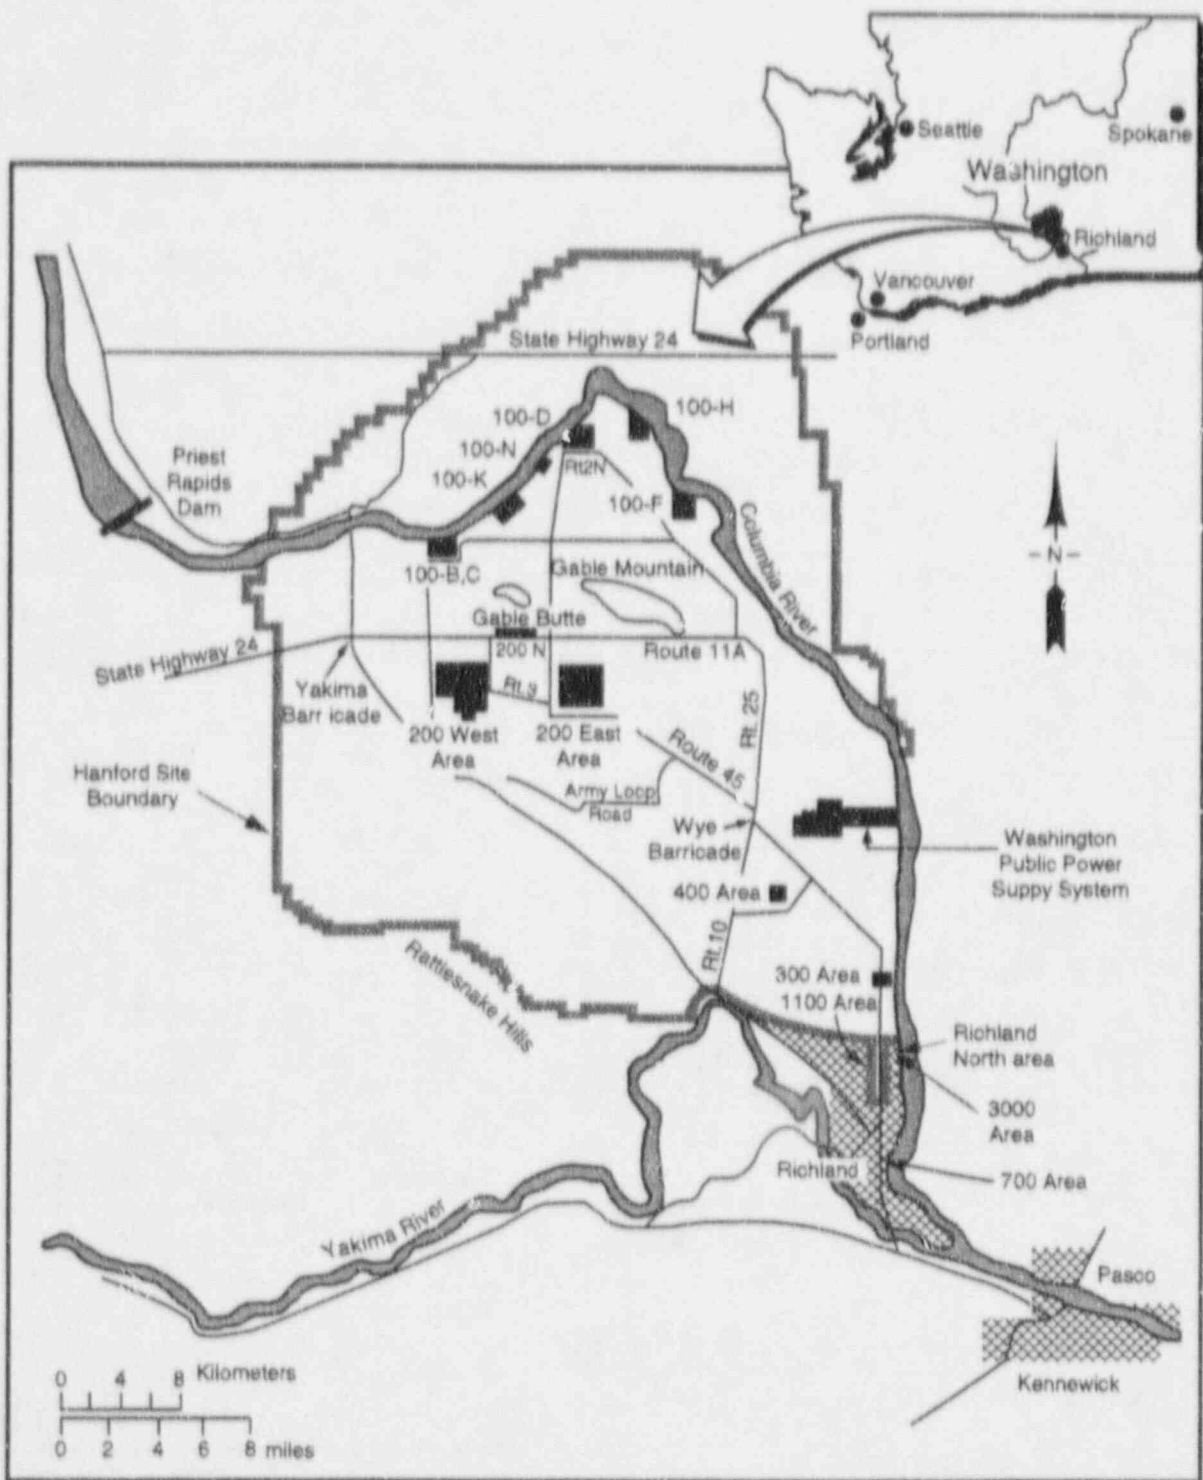 Seattle
Spokane
Washington
Richland
Vancouver
Portland
State Highway 24
100-H
100-D
100-N
100-K
Rt2N
100-F
Priest
Rapids
Dam
Columbia River
- N -
100-B,C
Gable Mountain
Gable Butte
State Highway 24
200 N
Route 11A
Yakima
Barr icade
Rt.3
Rt. 25
200 West
Area
200 East
Area
Route 45
Hanford Site
Boundary
Army Loop
Road
Wye
Barricade
Washington
Public Power
Suppy System
400 Area
Rt.10
Rattlesnake Hills
300 Area
1100 Area
Richland
North area
3000
Area
Richland
700 Area
Yakima River
Pasco
Kennewick
0 4 8 Kilometers
0 2 4 6 8 miles